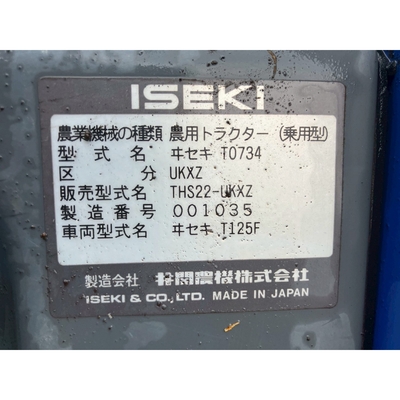 ISEKI
農業機械の種類 農用トラクター (乗用型)
型式名 ヰセキ T0734
区分 UKXZ
販売型式名 THS22-UKXZ
製造番号 001035
車両型式名 ヰセキ T125F
製造会社 井関農機株式会社
ISEKI & CO.,LTD. MADE IN JAPAN